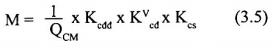 M = 1/Q_CM x K_cdd x K^V_cd x K_cs (3.5)